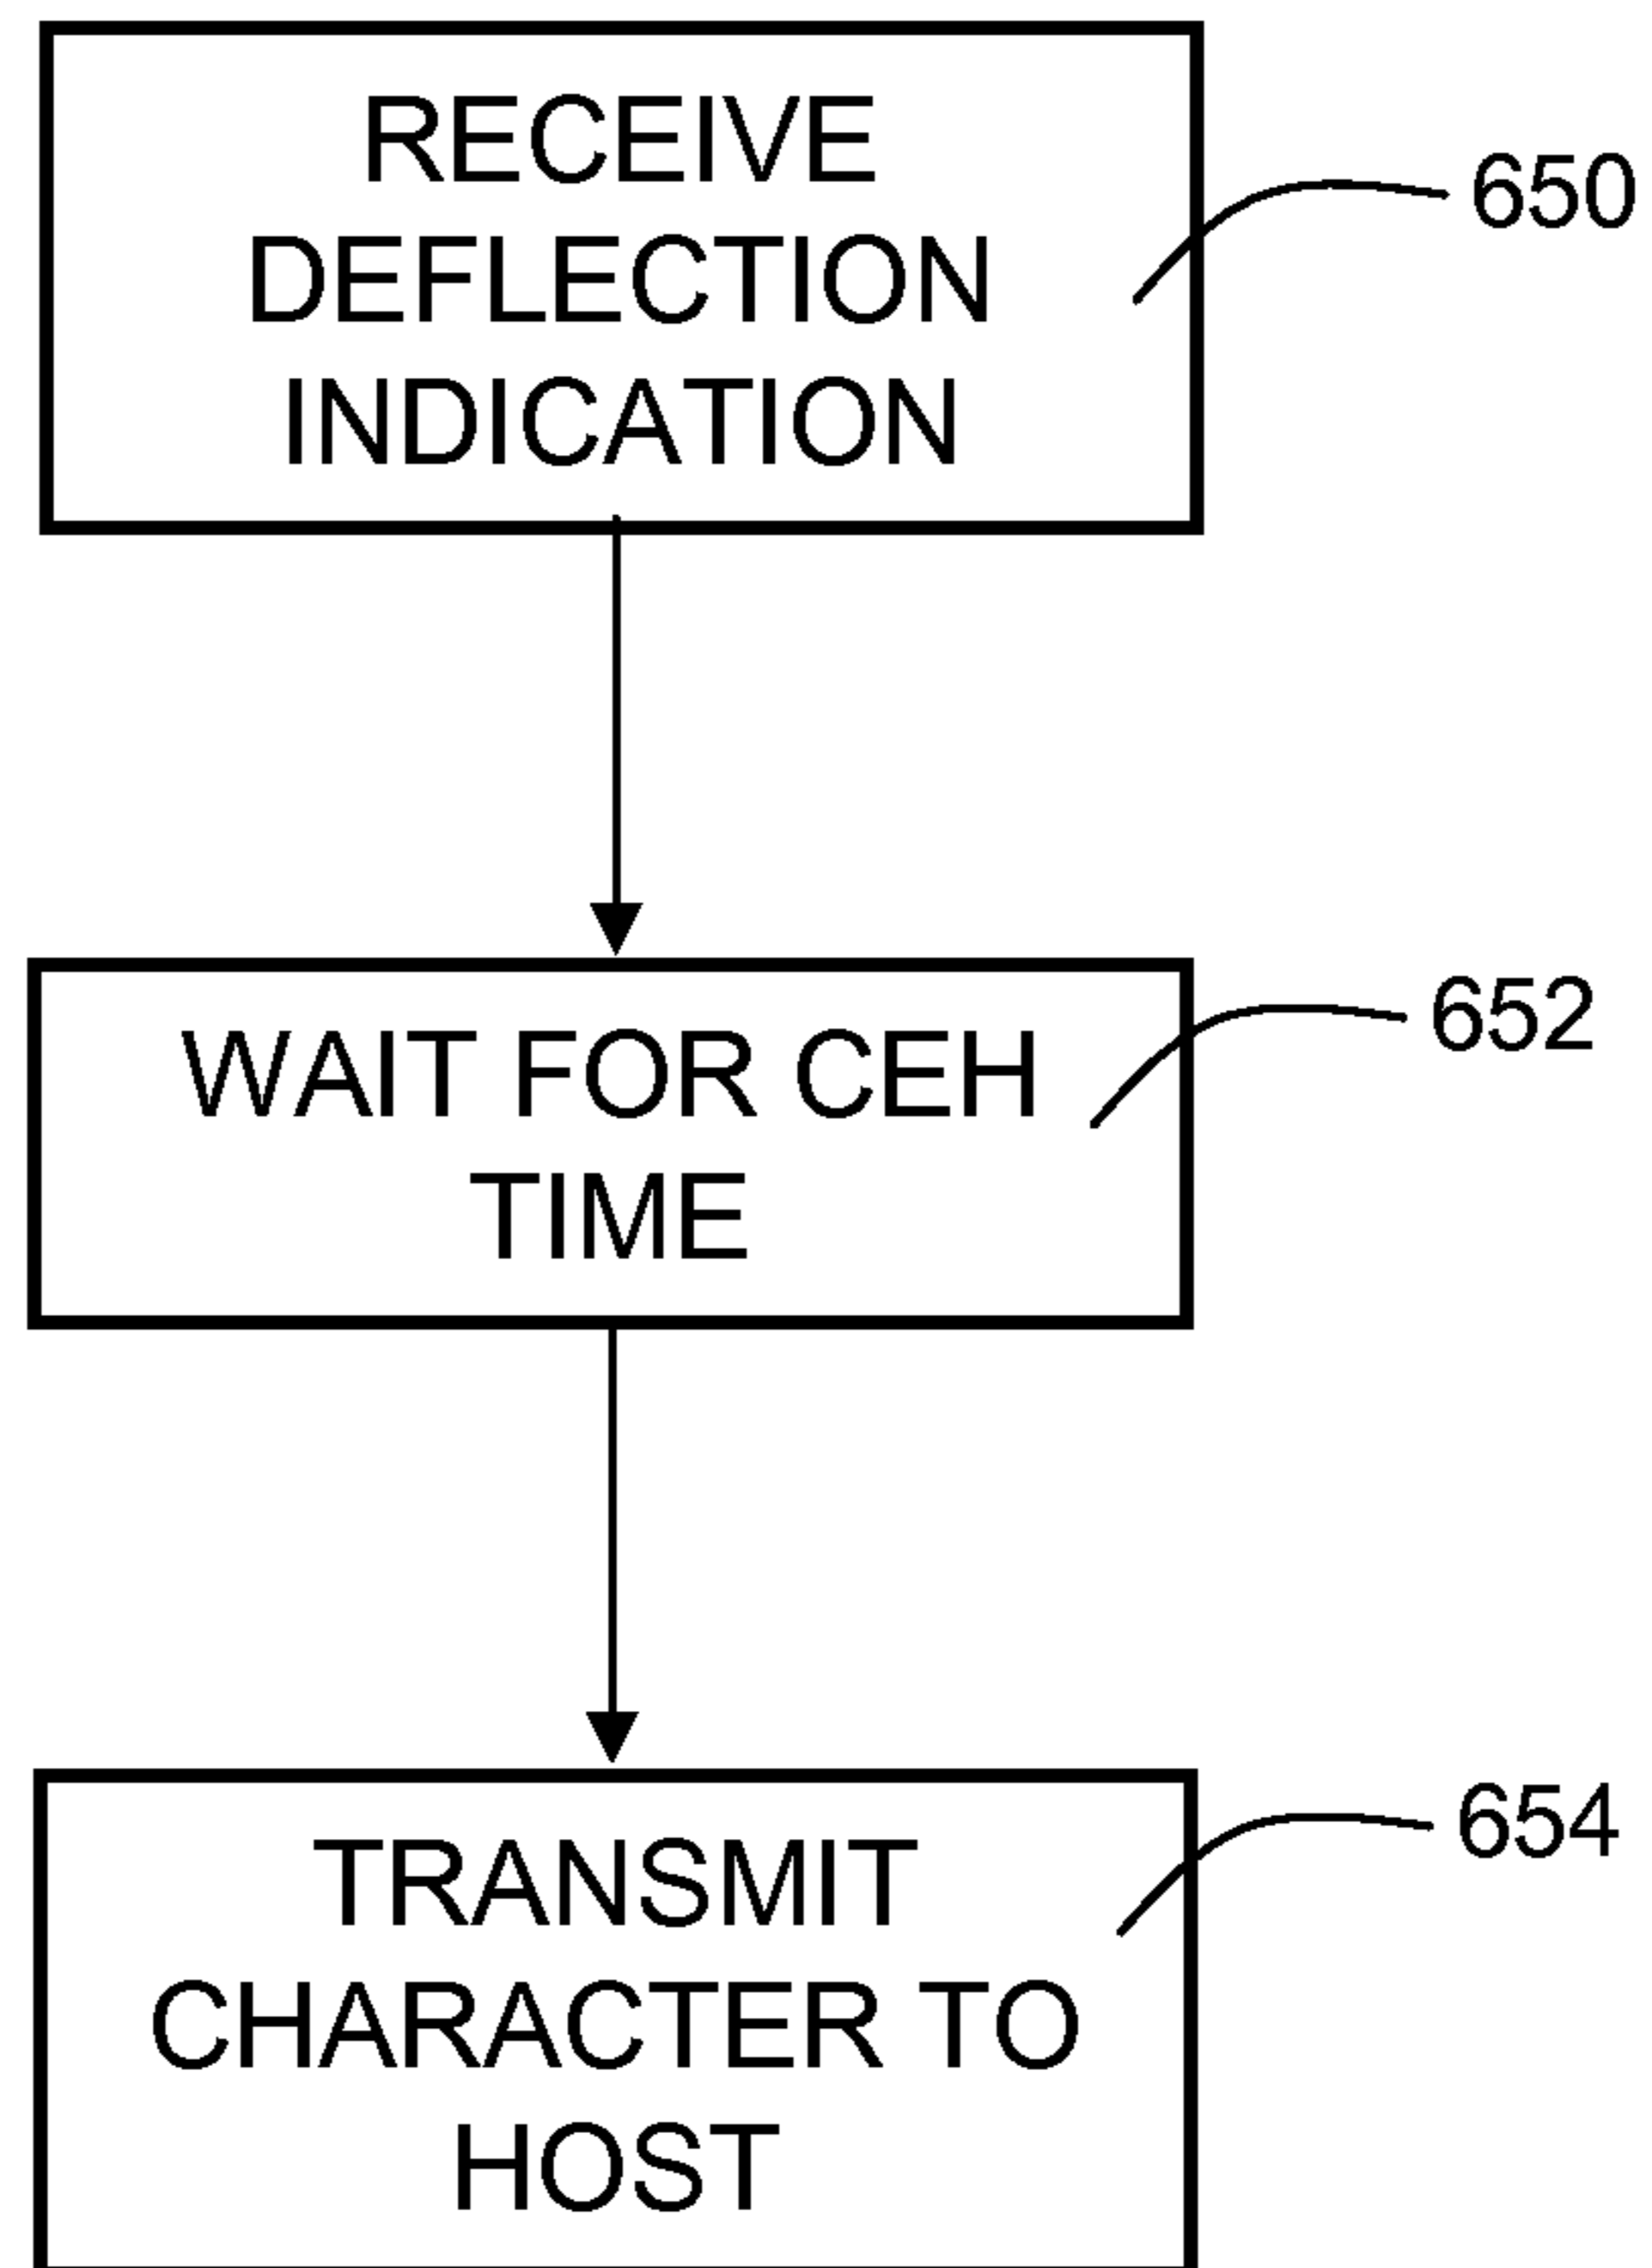 RECEIVE
DEFLECTION
INDICATION
650
WAIT FOR CEH
TIME
652
TRANSMIT
CHARACTER TO
HOST
654